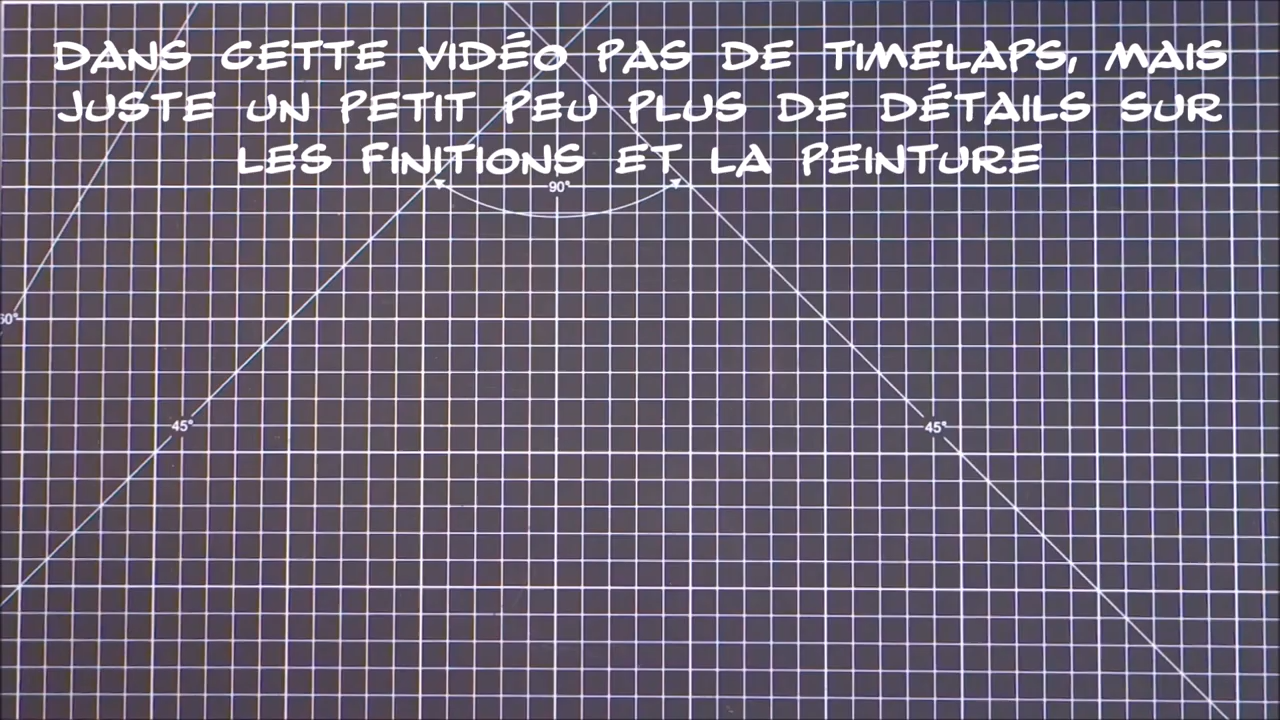 DANS CETTE VIDÉO PAS DE TIMELAPS, MAIS
JUSTE UN PETIT PEU PLUS DE DÉTAILS SUR
LES FINITIONS ET LA PEINTURE
90°
60°
45°
45°